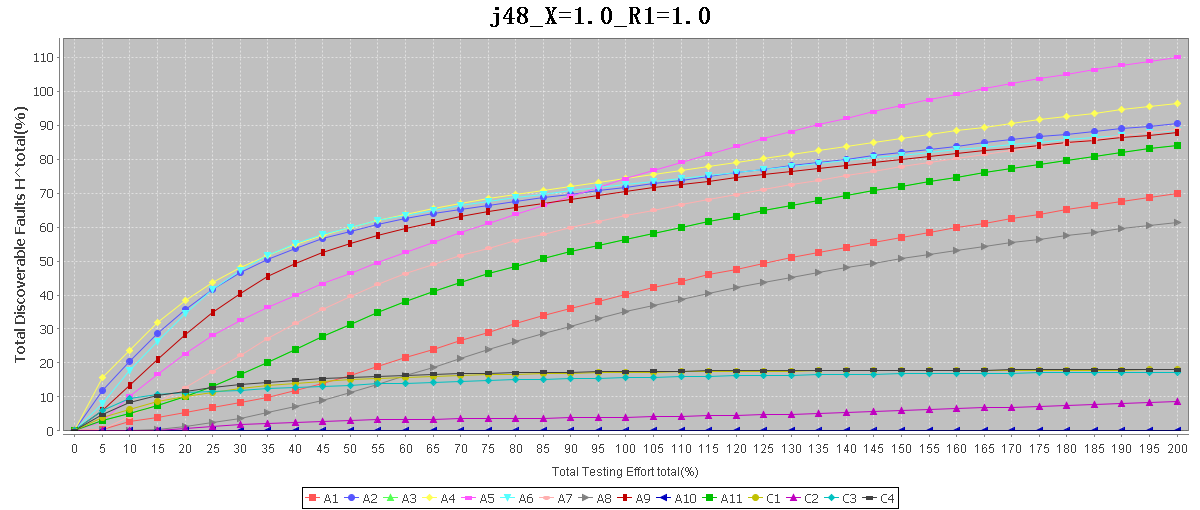 j48_X=1.0_R1=1.0
Total Discoverable Faults H^total(%)
110
100
90
80
70
60
50
40
30
20
10
0
0 5 10 15 20 25 30 35 40 45 50 55 60 65 70 75 80 85 90 95 100 105 110 115 120 125 130 135 140 145 150 155 160 165 170 175 180 185 190 195 200
Total Testing Effort total(%)
A1 A2 A3 A4 A5 A6 A7 A8 A9 A10 A11 C1 C2 C3 C4